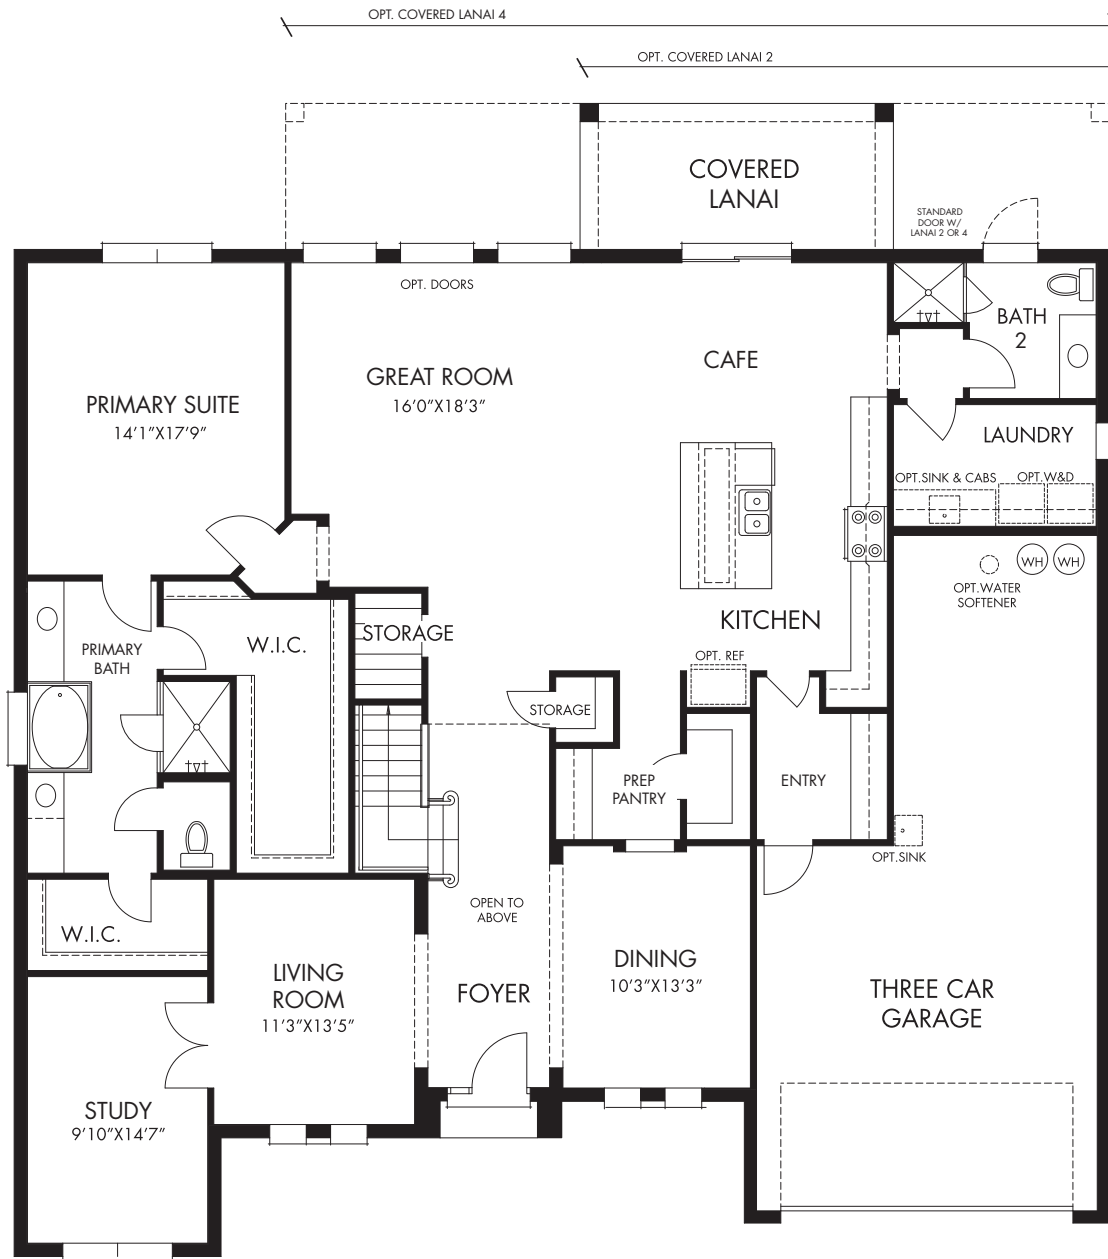 OPT. COVERED LANAI 4
OPT. COVERED LANAI 2
COVERED
LANAI
STANDARD
DOOR W/
LANAI 2 OR 4
OPT. DOORS
BATH
2
CAFE
GREAT ROOM
16'0"X18'3"
PRIMARY SUITE
14'1"X17'9"
LAUNDRY
OPT.SINK & CABS
OPT.W&D
WH
WH
OPT.WATER
SOFTENER
KITCHEN
STORAGE
W.I.C.
PRIMARY
BATH
OPT. REF
STORAGE
PREP
PANTRY
ENTRY
OPT.SINK
OPEN TO
ABOVE
W.I.C.
LIVING
ROOM
11'3"X13'5"
FOYER
DINING
10'3"X13'3"
THREE CAR
GARAGE
STUDY
9'10"X14'7"